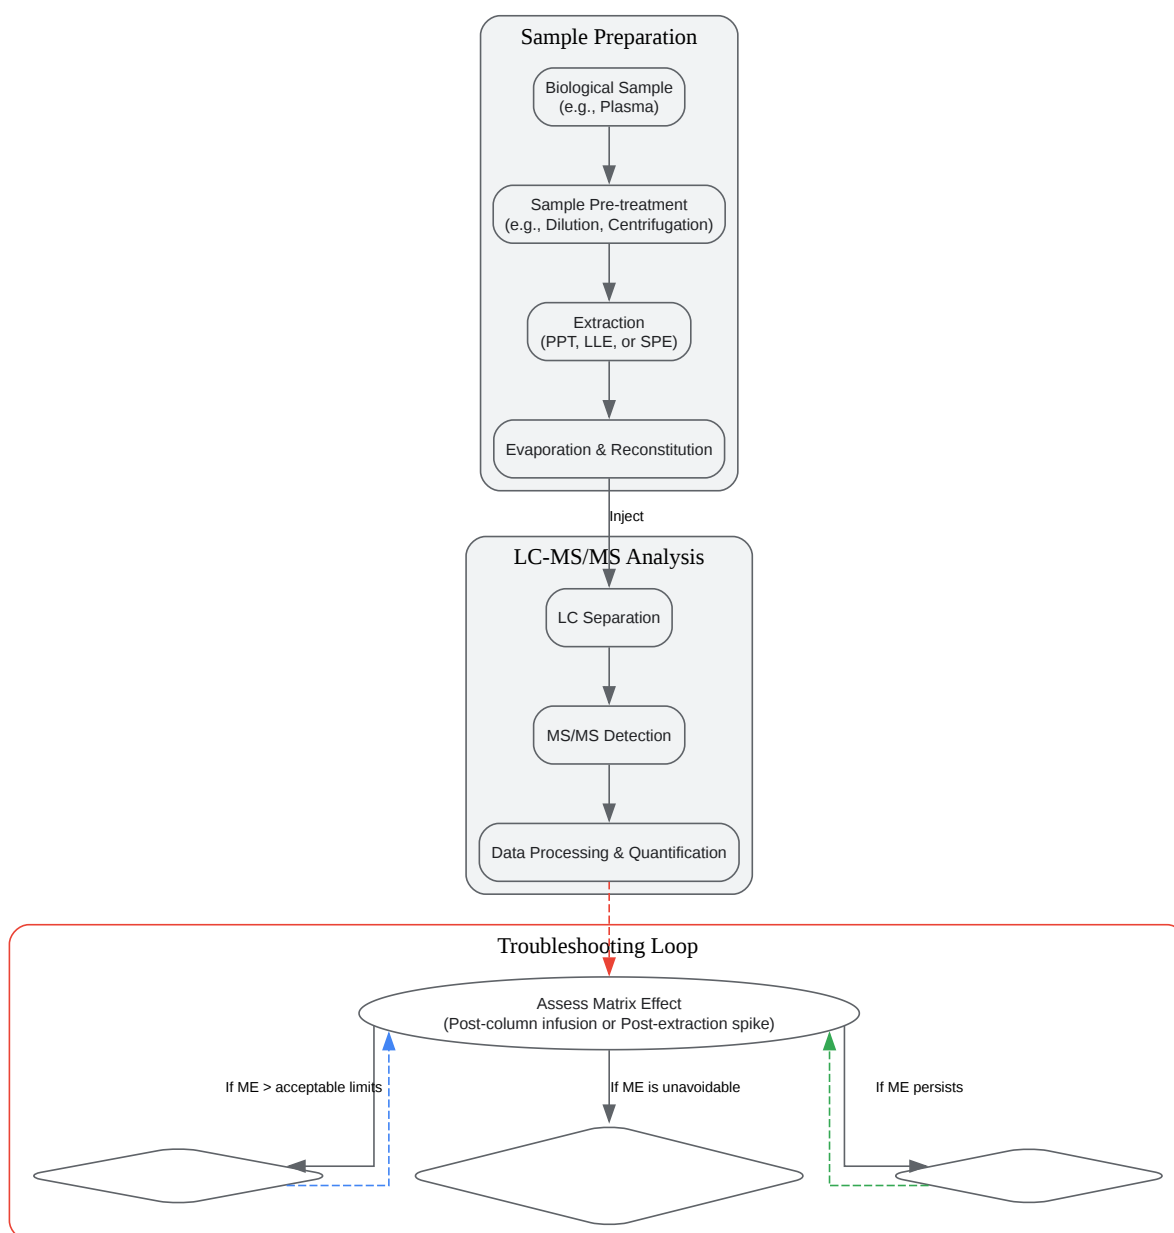 Sample Preparation
Biological Sample
(e.g., Plasma)
Sample Pre-treatment
(e.g., Dilution, Centrifugation)
Extraction
(PPT, LLE, or SPE)
Evaporation & Reconstitution
Inject
LC-MS/MS Analysis
LC Separation
MS/MS Detection
Data Processing & Quantification
Troubleshooting Loop
Assess Matrix Effect
(Post-column infusion or Post-extraction spike)
If ME > acceptable limits
If ME is unavoidable
If ME persists